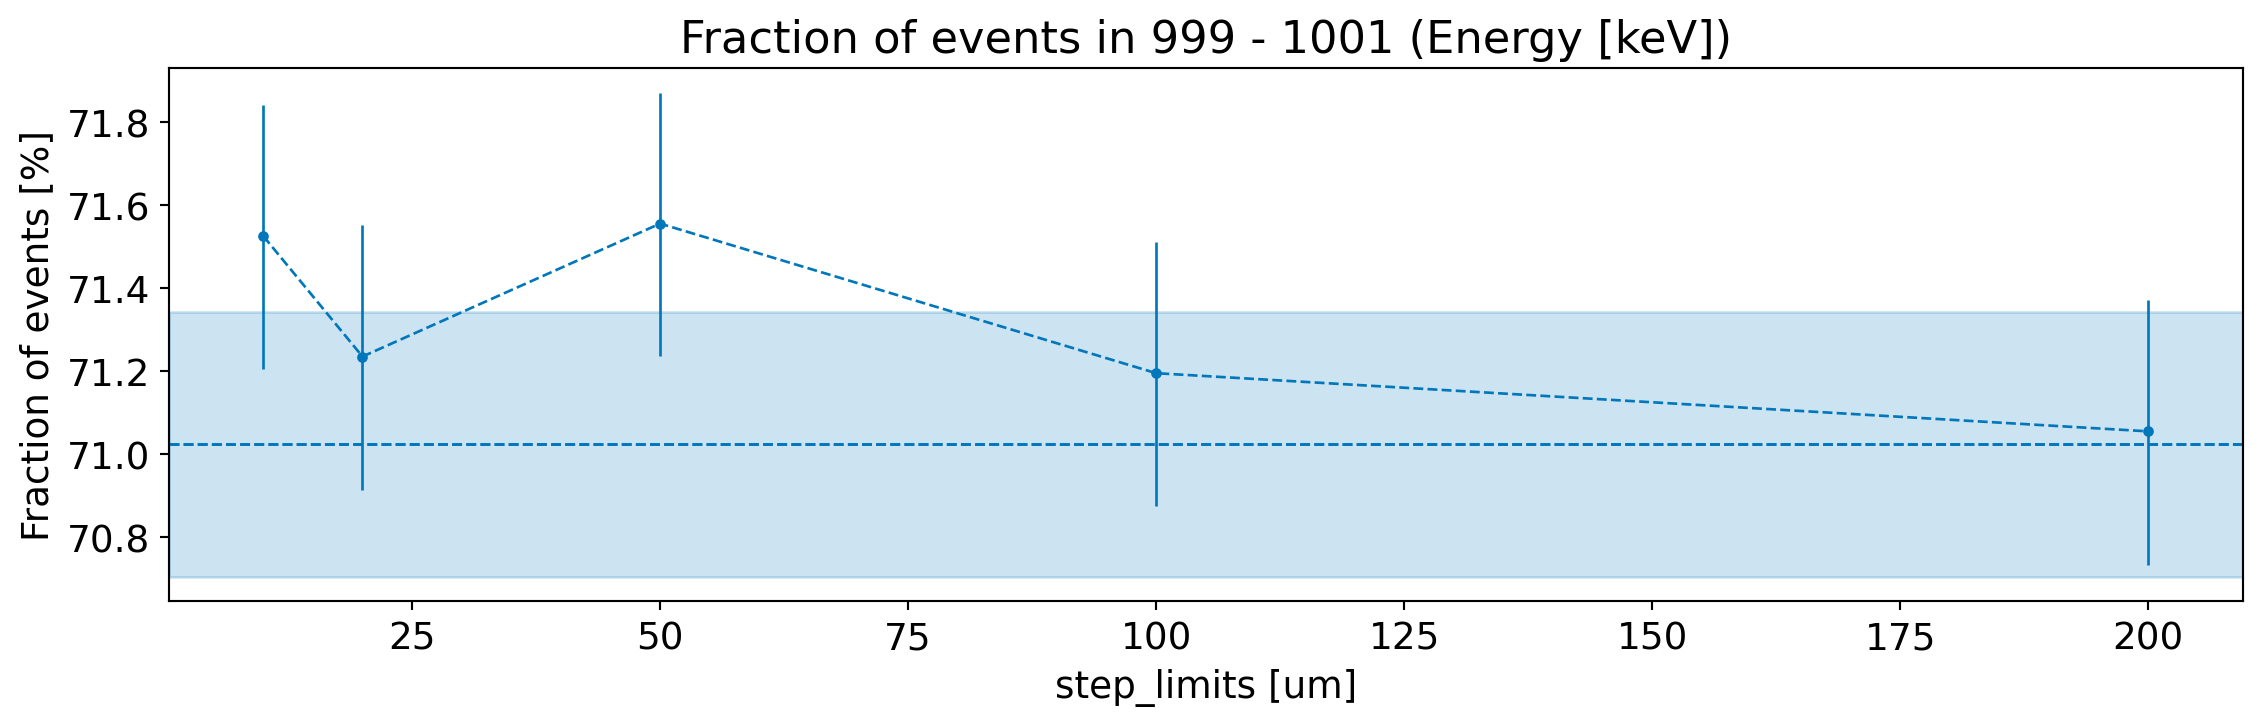 Fraction of events in 999 - 1001 (Energy [keV])
Fraction of events [%]
71.8
71.6
71.4
71.2
71.0
70.8
25 50 75 100 125 150 175 200
step_limits [um]